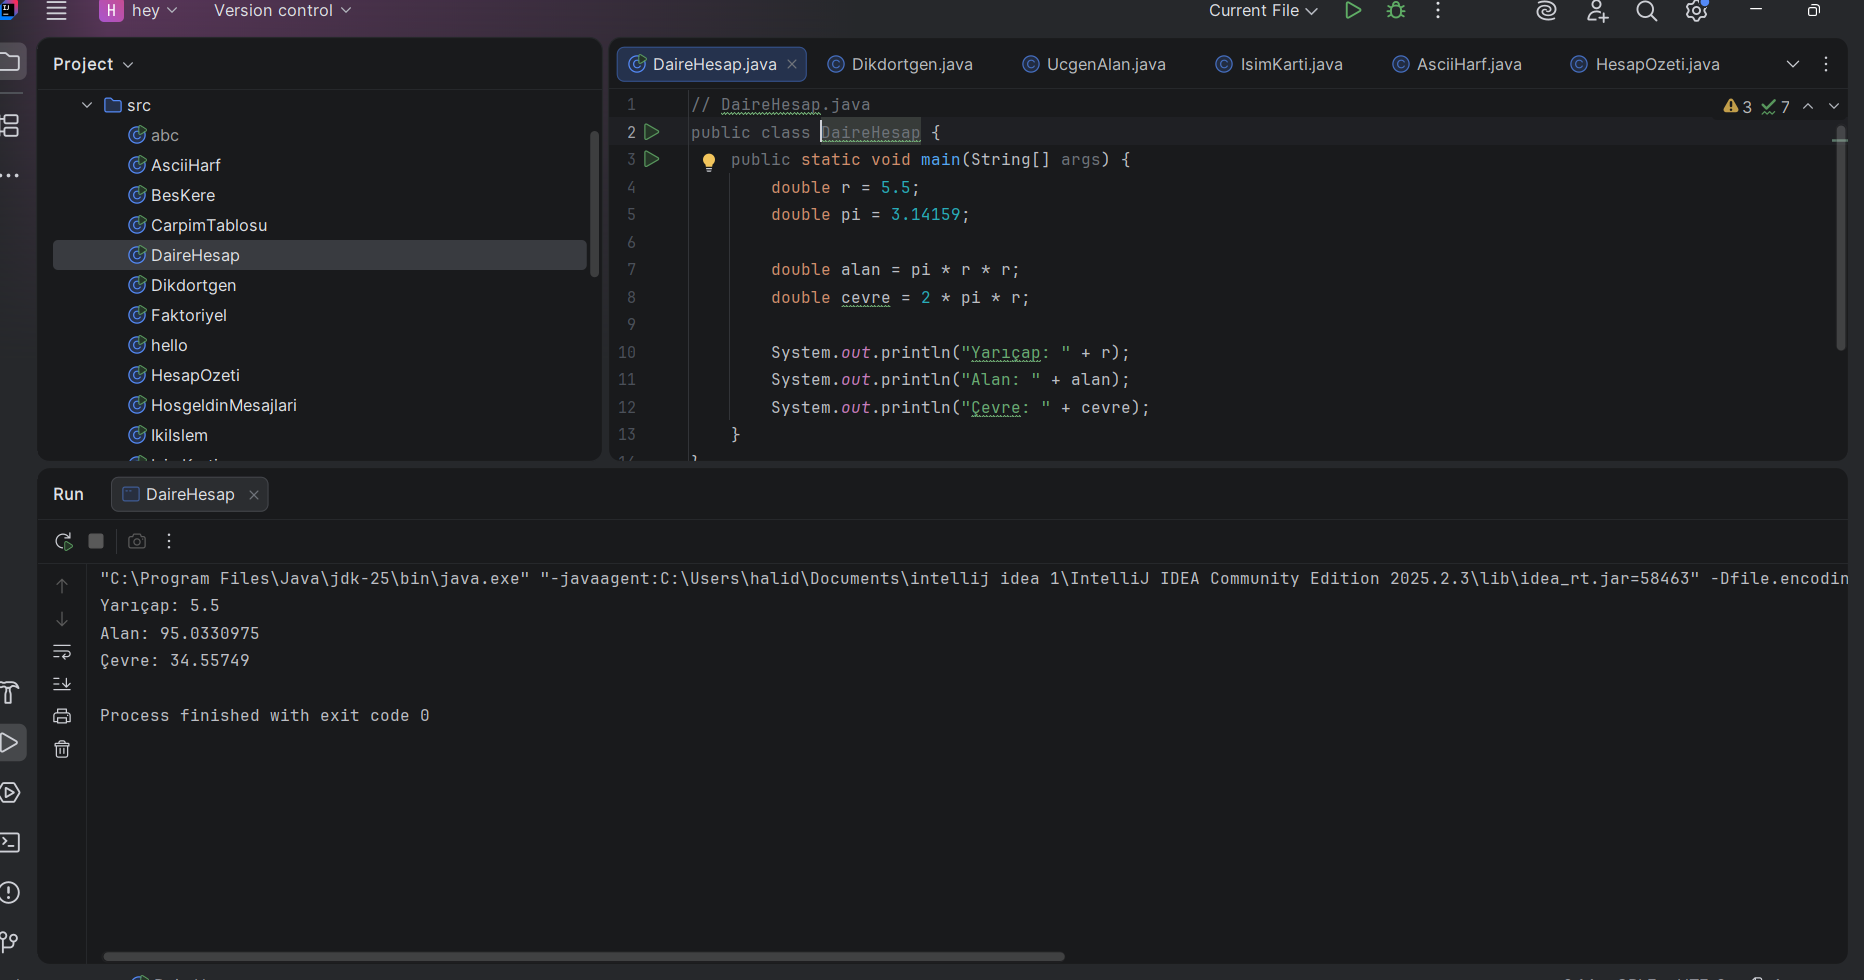 H hey Version control Current File
Project
src
abc
AsciiHarf
BesKere
CarpimTablosu
DaireHesap
Dikdortgen
Faktoriyel
hello
HesapOzeti
HosgeldinMesajlari
IkiIslem
DaireHesap.java Dikdortgen.java UcgenAlan.java IsimKarti.java AsciiHarf.java HesapOzeti.java
3 7
1 // DaireHesap.java
2 public class DaireHesap {
3 public static void main(String[] args) {
4 double r = 5.5;
5 double pi = 3.14159;
6
7 double alan = pi * r * r;
8 double cevre = 2 * pi * r;
9
10 System.out.println("Yarıçap: " + r);
11 System.out.println("Alan: " + alan);
12 System.out.println("Çevre: " + cevre);
13 }
14 }
Run DaireHesap
"C:\Program Files\Java\jdk-25\bin\java.exe" "-javaagent:C:\Users\halid\Documents\intellij idea 1\IntelliJ IDEA Community Edition 2025.2.3\lib\idea_rt.jar=58463" -Dfile.encodin
Yarıçap: 5.5
Alan: 95.0330975
Çevre: 34.55749
Process finished with exit code 0